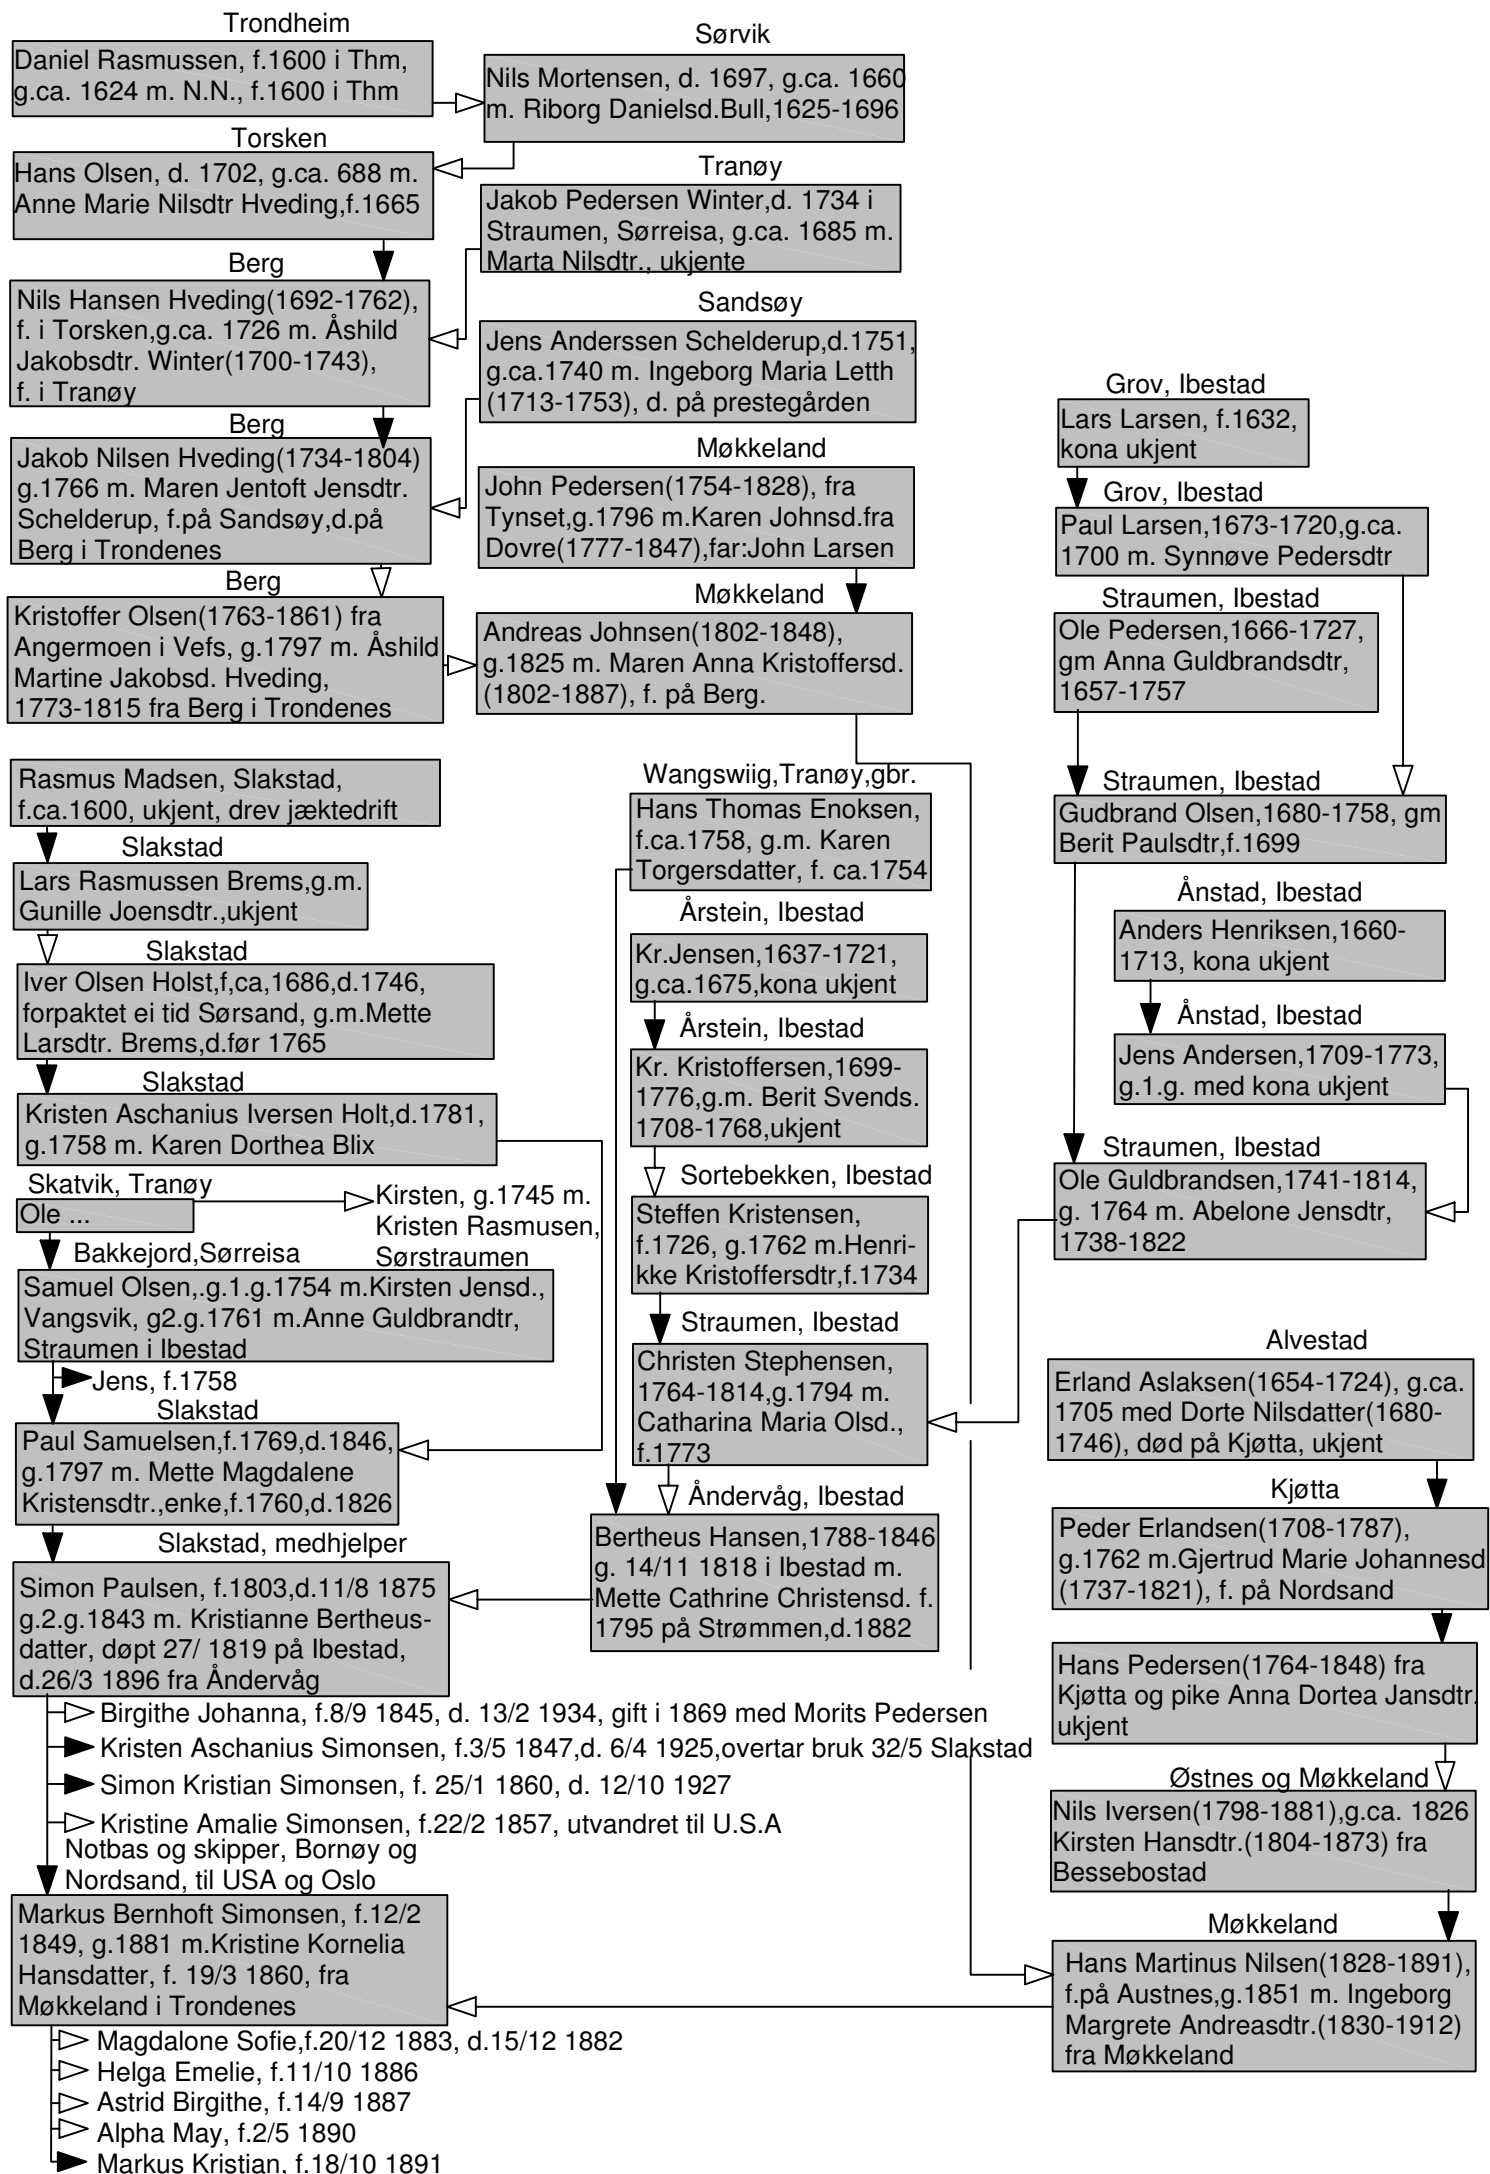 Trondheim
Daniel Rasmussen, f.1600 i Thm,
g.ca. 1624 m. N.N., f.1600 i Thm
Sørvik
Nils Mortensen, d. 1697, g.ca. 1660
m. Riborg Danielsd.Bull,1625-1696
Torsken
Hans Olsen, d. 1702, g.ca. 688 m.
Anne Marie Nilsdtr Hveding,f.1665
Tranøy
Jakob Pedersen Winter,d. 1734 i
Straumen, Sørreisa, g.ca. 1685 m.
Marta Nilsdtr., ukjente
Berg
Nils Hansen Hveding(1692-1762),
f. i Torsken,g.ca. 1726 m. Åshild
Jakobsdtr. Winter(1700-1743),
f. i Tranøy
Sandsøy
Jens Anderssen Schelderup,d.1751,
g.ca.1740 m. Ingeborg Maria Letth
(1713-1753), d. på prestegården
Berg
Jakob Nilsen Hveding(1734-1804)
g.1766 m. Maren Jentoft Jensdtr.
Schelderup, f.på Sandsøy,d.på
Berg i Trondenes
Møkkeland
John Pedersen(1754-1828), fra
Tynset,g.1796 m.Karen Johnsd.fra
Dovre(1777-1847),far:John Larsen
Berg
Kristoffer Olsen(1763-1861) fra
Angermoen i Vefs, g.1797 m. Åshild
Martine Jakobsd. Hveding,
1773-1815 fra Berg i Trondenes
Møkkeland
Andreas Johnsen(1802-1848),
g.1825 m. Maren Anna Kristoffersd.
(1802-1887), f. på Berg.
Grov, Ibestad
Lars Larsen, f.1632,
kona ukjent
Grov, Ibestad
Paul Larsen,1673-1720,g.ca.
1700 m. Synnøve Pedersdtr
Straumen, Ibestad
Ole Pedersen,1666-1727,
gm Anna Guldbrandsdtr,
1657-1757
Straumen, Ibestad
Gudbrand Olsen,1680-1758, gm
Berit Paulsdtr,f.1699
Ånstad, Ibestad
Anders Henriksen,1660-
1713, kona ukjent
Ånstad, Ibestad
Jens Andersen,1709-1773,
g.1.g. med kona ukjent
Straumen, Ibestad
Ole Guldbrandsen,1741-1814,
g. 1764 m. Abelone Jensdtr,
1738-1822
Rasmus Madsen, Slakstad,
f.ca.1600, ukjent, drev jæktedrift
Slakstad
Lars Rasmussen Brems,g.m.
Gunille Joensdtr.,ukjent
Slakstad
Iver Olsen Holst,f,ca,1686,d.1746,
forpaktet ei tid Sørsand, g.m.Mette
Larsdtr. Brems,d.før 1765
Slakstad
Kristen Aschanius Iversen Holt,d.1781,
g.1758 m. Karen Dorthea Blix
Skatvik, Tranøy
Ole ...
Kirsten, g.1745 m.
Kristen Rasmusen,
Sørstraumen
Bakkejord,Sørreisa
Samuel Olsen,.g.1.g.1754 m.Kirsten Jensd.,
Vangsvik, g2.g.1761 m.Anne Guldbrandtr,
Straumen i Ibestad
Jens, f.1758
Slakstad
Paul Samuelsen,f.1769,d.1846,
g.1797 m. Mette Magdalene
Kristensdtr.,enke,f.1760,d.1826
Wangswiig,Tranøy,gbr.
Hans Thomas Enoksen,
f.ca.1758, g.m. Karen
Torgersdatter, f. ca.1754
Årstein, Ibestad
Kr.Jensen,1637-1721,
g.ca.1675,kona ukjent
Årstein, Ibestad
Kr. Kristoffersen,1699-
1776,g.m. Berit Svends.
1708-1768,ukjent
Sortebekken, Ibestad
Steffen Kristensen,
f.1726, g.1762 m.Henri-
kke Kristoffersdtr,f.1734
Straumen, Ibestad
Christen Stephensen,
1764-1814,g.1794 m.
Catharina Maria Olsd.,
f.1773
Åndervåg, Ibestad
Bertheus Hansen,1788-1846
g. 14/11 1818 i Ibestad m.
Mette Cathrine Christensd. f.
1795 på Strømmen,d.1882
Slakstad, medhjelper
Simon Paulsen, f.1803,d.11/8 1875
g.2.g.1843 m. Kristianne Bertheus-
datter, døpt 27/ 1819 på Ibestad,
d.26/3 1896 fra Åndervåg
Birgithe Johanna, f.8/9 1845, d. 13/2 1934, gift i 1869 med Morits Pedersen
Kristen Aschanius Simonsen, f.3/5 1847,d. 6/4 1925,overtar bruk 32/5 Slakstad
Simon Kristian Simonsen, f. 25/1 1860, d. 12/10 1927
Kristine Amalie Simonsen, f.22/2 1857, utvandret til U.S.A
Notbas og skipper, Bornøy og
Nordsand, til USA og Oslo
Markus Bernhoft Simonsen, f.12/2
1849, g.1881 m.Kristine Kornelia
Hansdatter, f. 19/3 1860, fra
Møkkeland i Trondenes
Magdalone Sofie,f.20/12 1883, d.15/12 1882
Helga Emelie, f.11/10 1886
Astrid Birgithe, f.14/9 1887
Alpha May, f.2/5 1890
Markus Kristian, f.18/10 1891
Alvestad
Erland Aslaksen(1654-1724), g.ca.
1705 med Dorte Nilsdatter(1680-
1746), død på Kjøtta, ukjent
Kjøtta
Peder Erlandsen(1708-1787),
g.1762 m.Gjertrud Marie Johannesd
(1737-1821), f. på Nordsand
Hans Pedersen(1764-1848) fra
Kjøtta og pike Anna Dortea Jansdtr.
ukjent
Østnes og Møkkeland
Nils Iversen(1798-1881),g.ca. 1826
Kirsten Hansdtr.(1804-1873) fra
Bessebostad
Møkkeland
Hans Martinus Nilsen(1828-1891),
f.på Austnes,g.1851 m. Ingeborg
Margrete Andreasdtr.(1830-1912)
fra Møkkeland